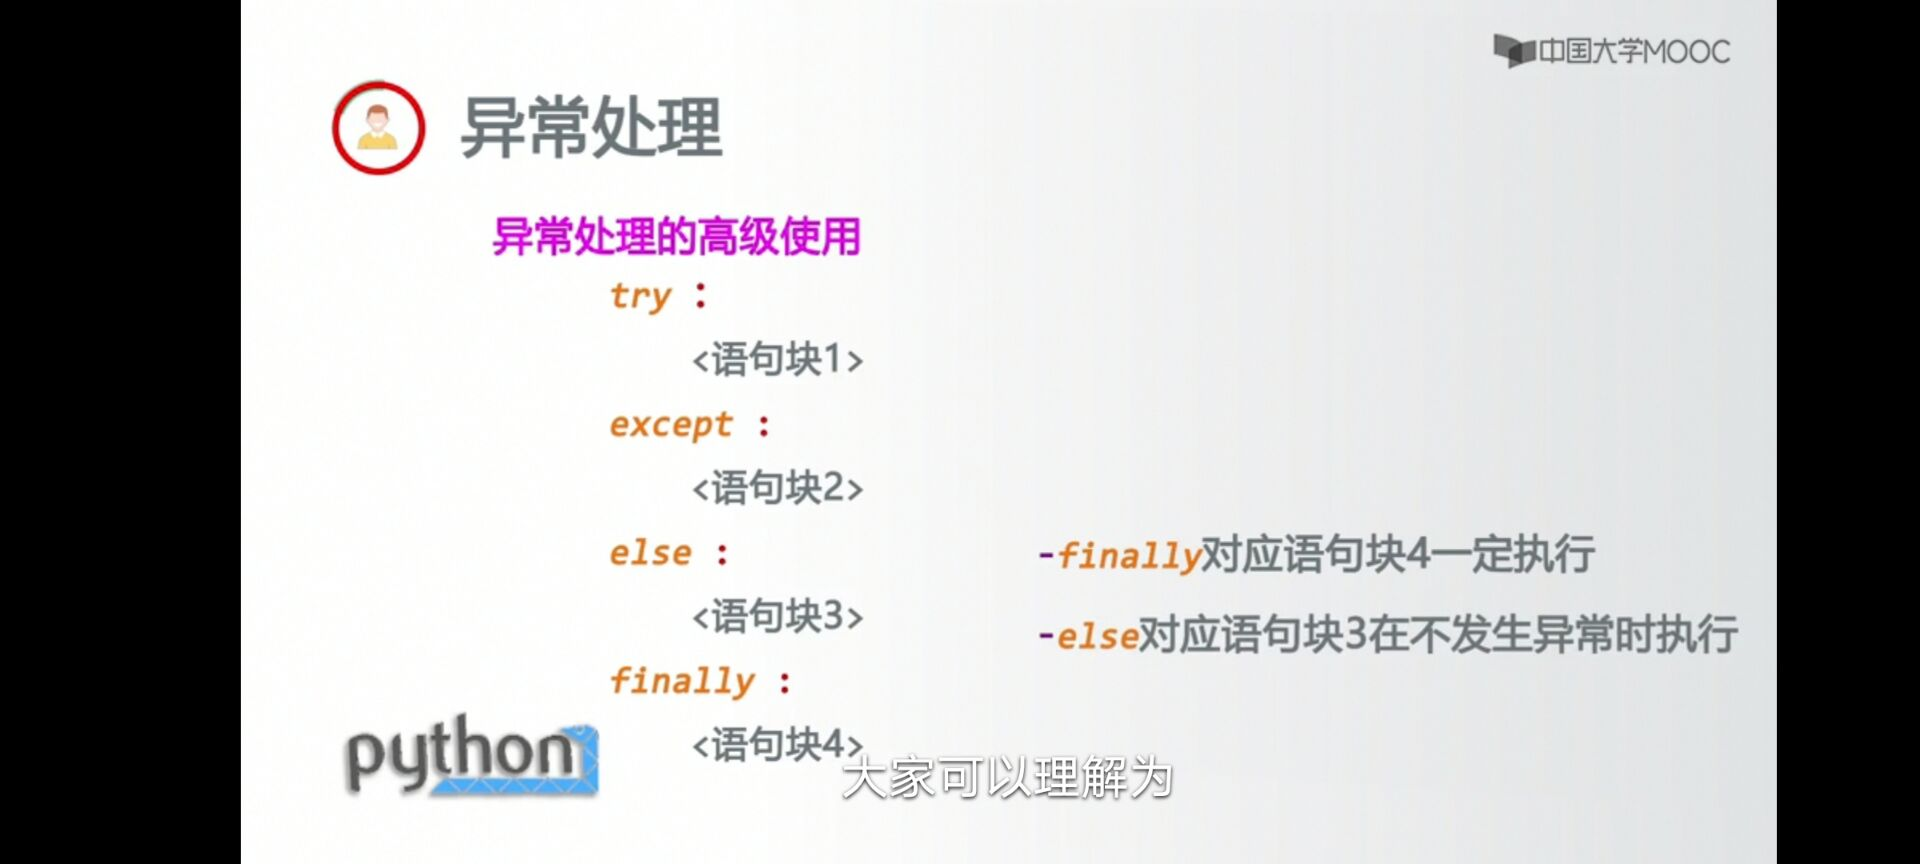 中国大学MOOC
异常处理
异常处理的高级使用
try :
<语句块1>
except :
<语句块2>
else :
<语句块3>
finally :
<语句块4>
-finally对应语句块4一定执行
-else对应语句块3在不发生异常时执行
python
大家可以理解为